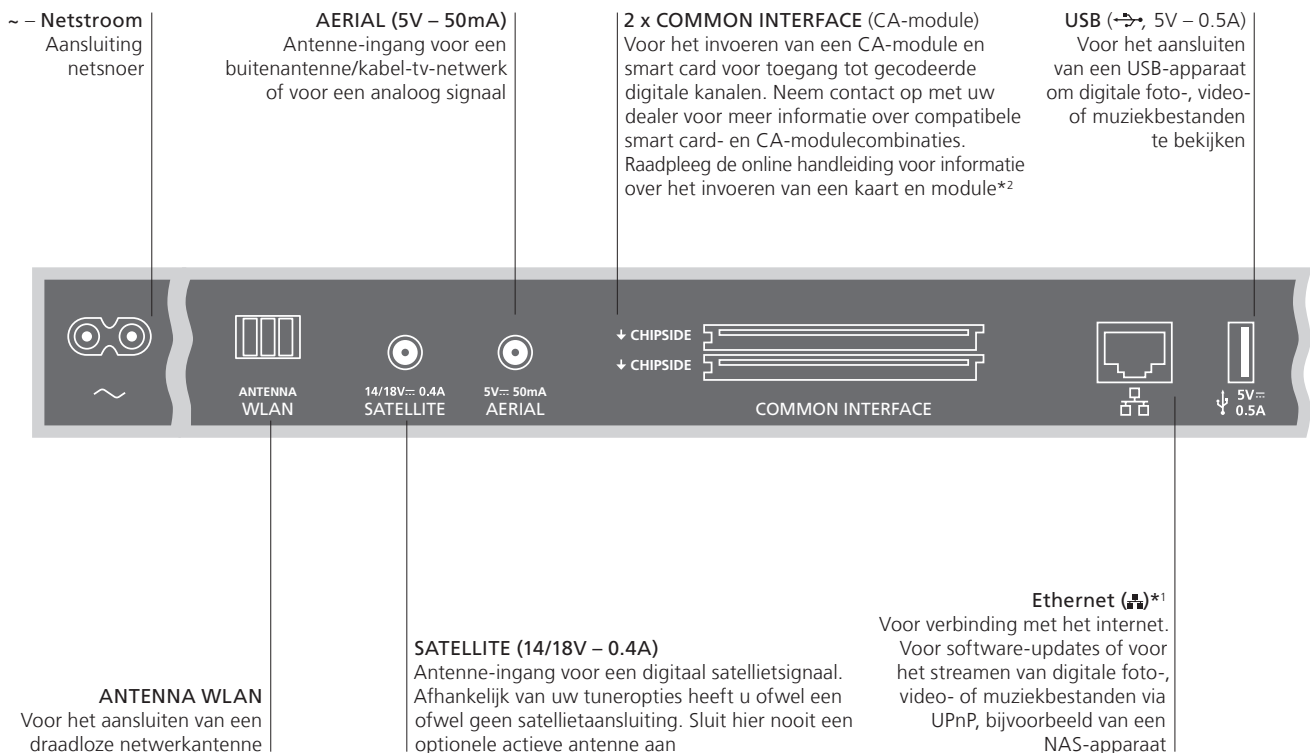 ~ – Netstroom
Aansluiting
netsnoer
AERIAL (5V – 50mA)
Antenne-ingang voor een
buitenantenne/kabel-tv-netwerk
of voor een analoog signaal
2 x COMMON INTERFACE (CA-module)
Voor het invoeren van een CA-module en
smart card voor toegang tot gecodeerde
digitale kanalen. Neem contact op met uw
dealer voor meer informatie over compatibele
smart card- en CA-modulecombinaties.
Raadpleeg de online handleiding voor informatie
over het invoeren van een kaart en module*²
USB (, 5V – 0.5A)
Voor het aansluiten
van een USB-apparaat
om digitale foto-, video-
of muziekbestanden
te bekijken
~
ANTENNA
WLAN
14/18V⎓ 0.4A
SATELLITE
5V⎓ 50mA
AERIAL
↓ CHIPSIDE
↓ CHIPSIDE
COMMON INTERFACE
5V⎓
0.5A
ANTENNA WLAN
Voor het aansluiten van een
draadloze netwerkantenne
SATELLITE (14/18V – 0.4A)
Antenne-ingang voor een digitaal satellietsignaal.
Afhankelijk van uw tuneropties heeft u ofwel een
ofwel geen satellietaansluiting. Sluit hier nooit een
optionele actieve antenne aan
Ethernet ()*¹
Voor verbinding met het internet.
Voor software-updates of voor
het streamen van digitale foto-,
video- of muziekbestanden via
UPnP, bijvoorbeeld van een
NAS-apparaat